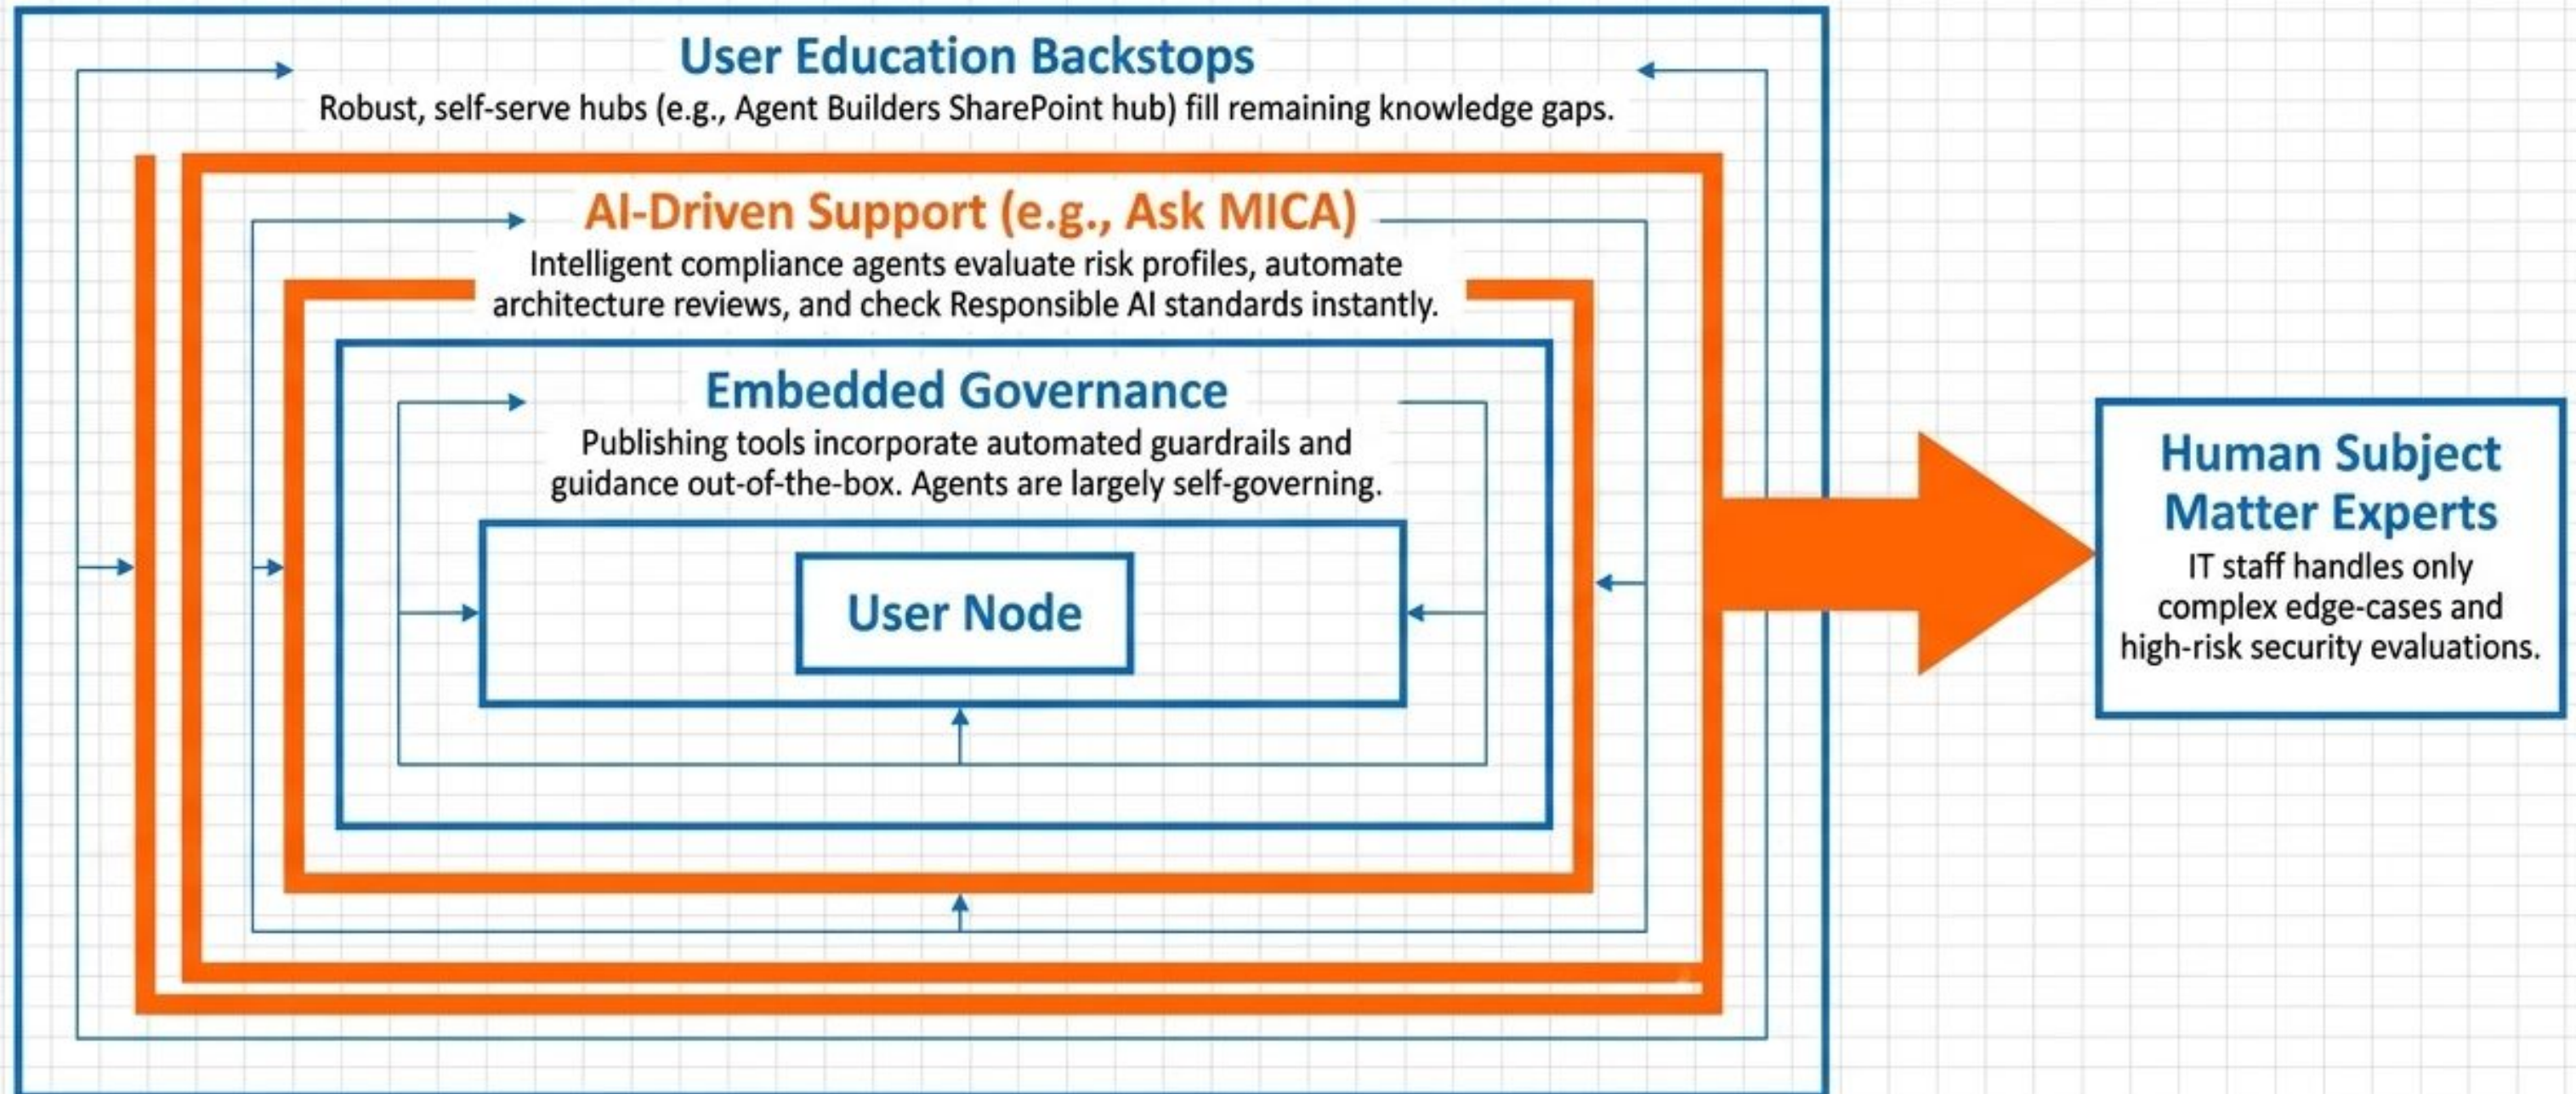 User Education Backstops
Robust, self-serve hubs (e.g., Agent Builders SharePoint hub) fill remaining knowledge gaps.
AI-Driven Support (e.g., Ask MICA)
Intelligent compliance agents evaluate risk profiles, automate
architecture reviews, and check Responsible AI standards instantly.
Embedded Governance
Publishing tools incorporate automated guardrails and
guidance out-of-the-box. Agents are largely self-governing.
User Node
Human Subject
Matter Experts
IT staff handles only
complex edge-cases and
high-risk security evaluations.